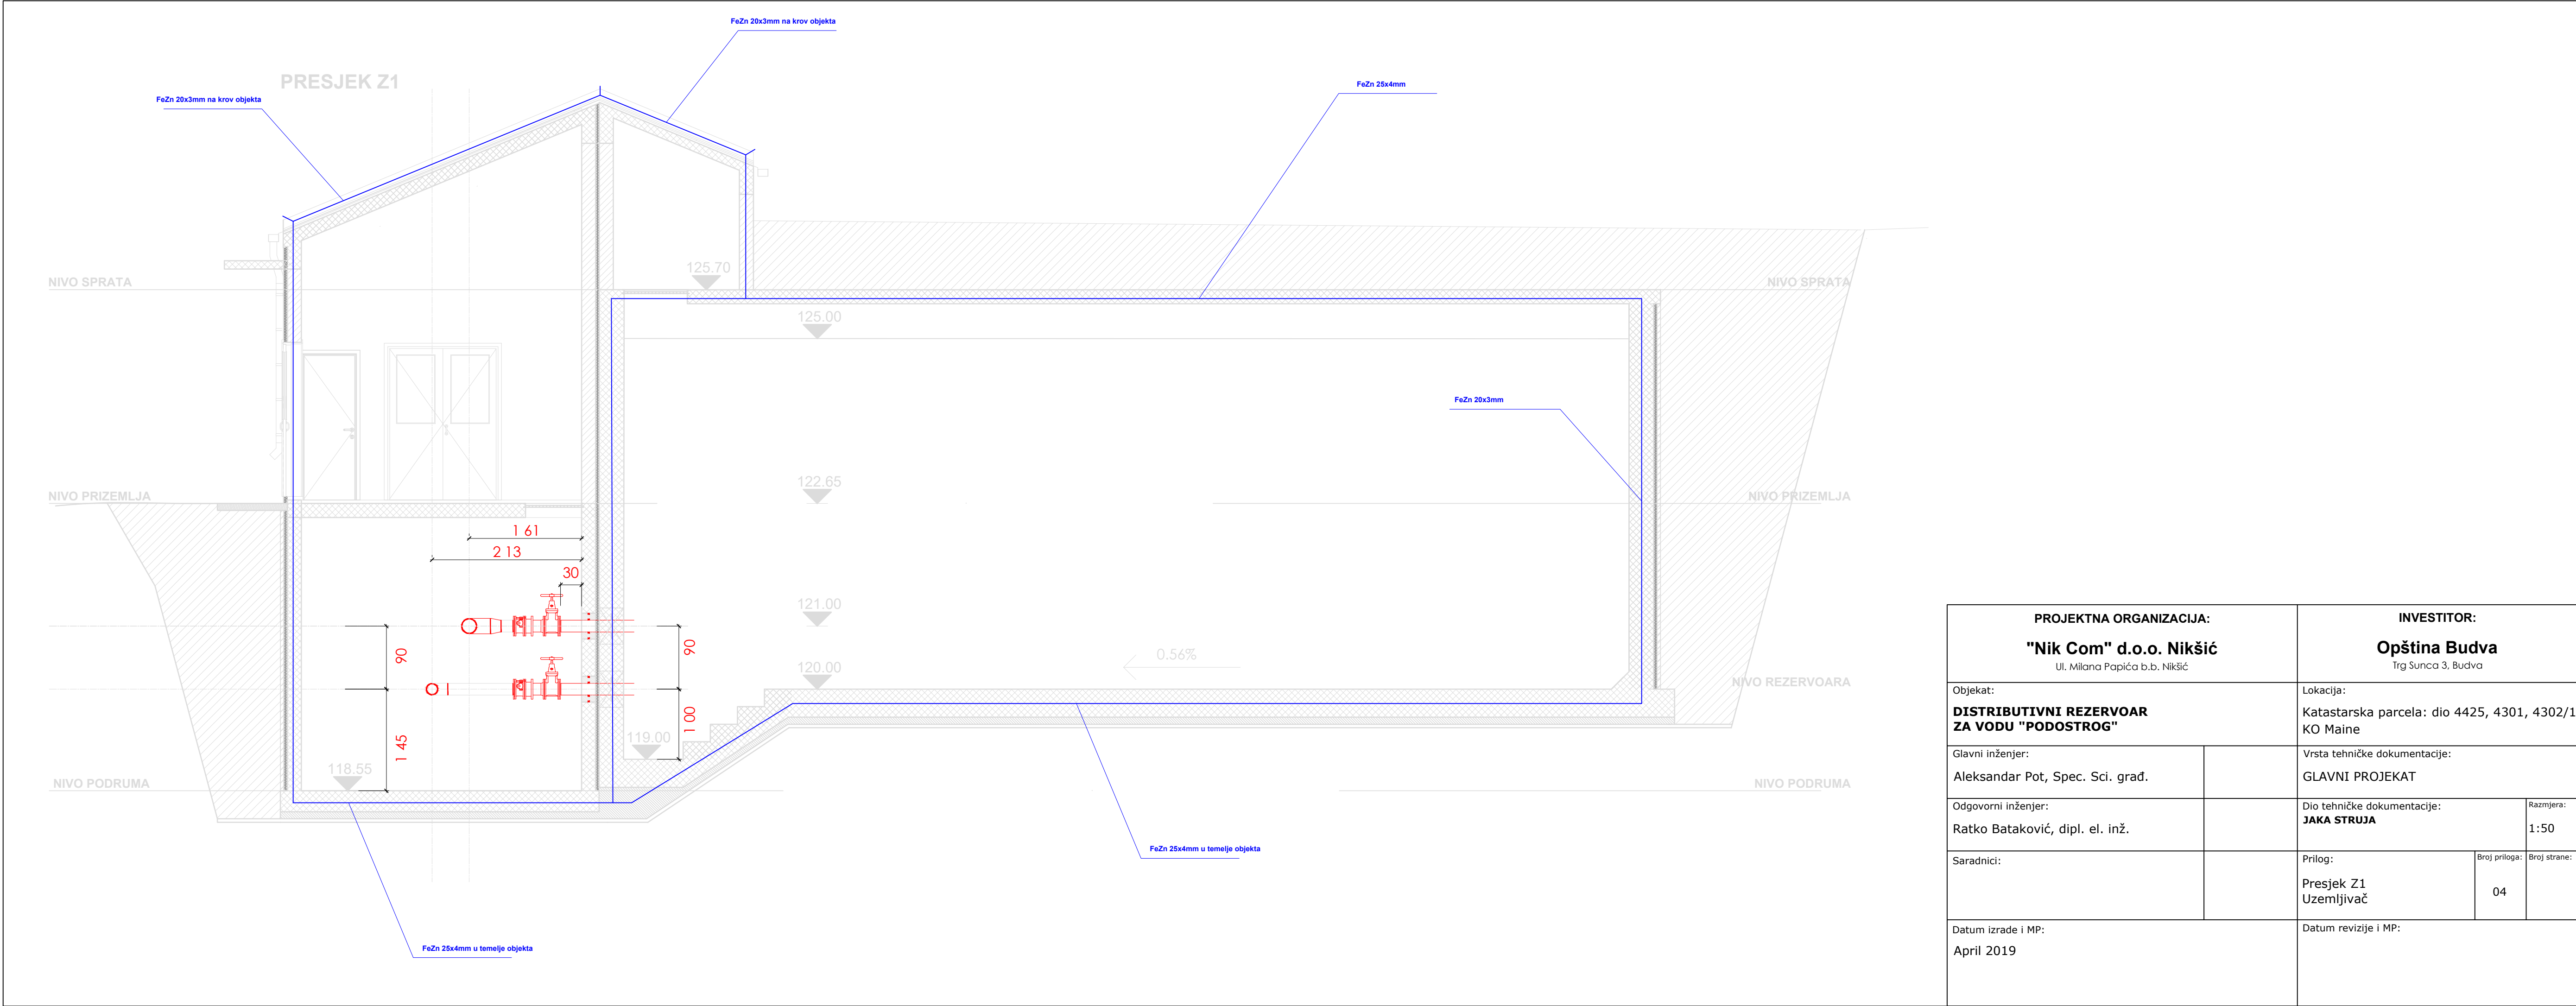 FeZn 20x3mm na krov objekta
PRESJEK Z1
FeZn 20x3mm na krov objekta
FeZn 25x4mm
125.70
NIVO SPRATA
NIVO SPRATA
125.00
FeZn 20x3mm
122.65
NIVO PRIZEMLJA
NIVO PRIZEMLJA
1 61
2 13
30
121.00
90
90
0.56%
120.00
NIVO REZERVOARA
1 00
1 45
119.00
118.55
NIVO PODRUMA
NIVO PODRUMA
FeZn 25x4mm u temelje objekta
FeZn 25x4mm u temelje objekta
PROJEKTNA ORGANIZACIJA:
"Nik Com" d.o.o. Nikšić
Ul. Milana Papića b.b. Nikšić
INVESTITOR:
Opština Budva
Trg Sunca 3, Budva
Objekat:
DISTRIBUTIVNI REZERVOAR
ZA VODU "PODOSTROG"
Lokacija:
Katastarska parcela: dio 4425, 4301, 4302/1
KO Maine
Glavni inženjer:
Aleksandar Pot, Spec. Sci. građ.
Vrsta tehničke dokumentacije:
GLAVNI PROJEKAT
Odgovorni inženjer:
Ratko Bataković, dipl. el. inž.
Dio tehničke dokumentacije:
JAKA STRUJA
Razmjera:
1:50
Saradnici:
Prilog:
Presjek Z1
Uzemljivač
Broj priloga:
04
Broj strane:
Datum izrade i MP:
April 2019
Datum revizije i MP: